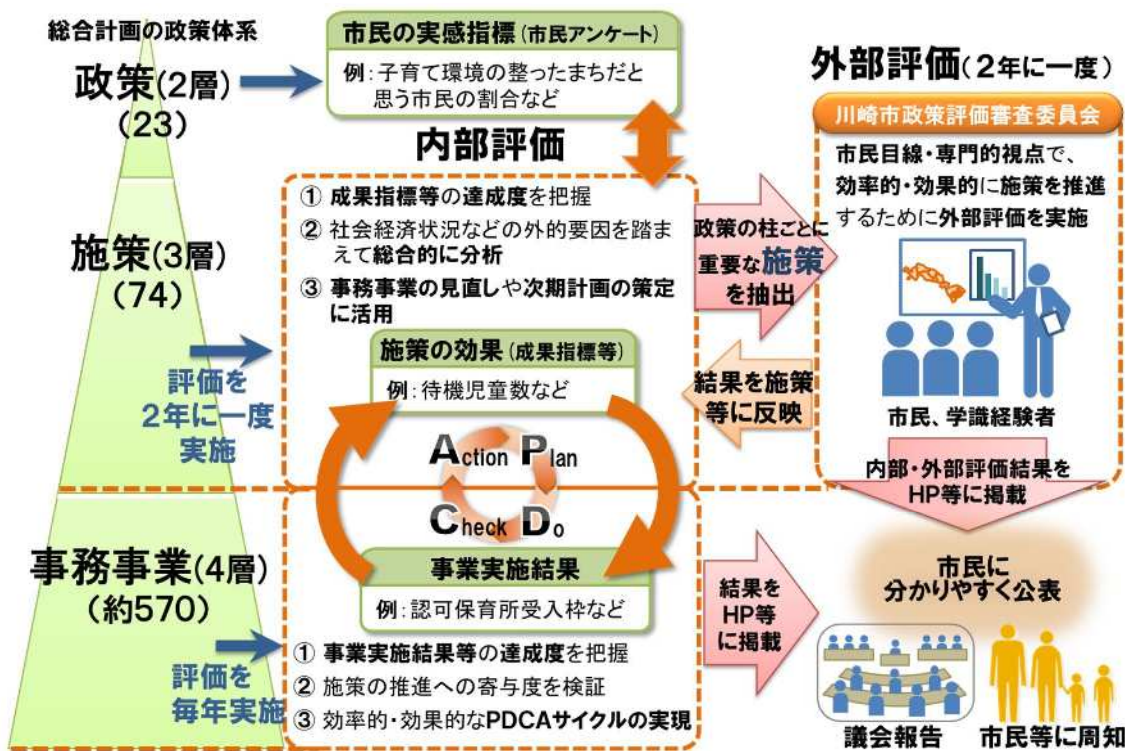 総合計画の政策体系
政策(2層)
(23)
施策(3層)
(74)
評価を
2年に一度
実施
事務事業(4層)
(約570)
評価を
毎年実施
市民の実感指標(市民アンケート)
例:子育て環境の整ったまちだと
思う市民の割合など
内部評価
① 成果指標等の達成度を把握
② 社会経済状況などの外的要因を踏ま
えて総合的に分析
③ 事務事業の見直しや次期計画の策定
に活用
施策の効果(成果指標等)
例:待機児童数など
Action Plan
Check Do
事業実施結果
例:認可保育所受入枠など
① 事業実施結果等の達成度を把握
② 施策の推進への寄与度を検証
③ 効率的・効果的なPDCAサイクルの実現
政策の柱ごとに
重要な施策
を抽出
結果を施策
等に反映
結果を
HP等
に掲載
外部評価(2年に一度)
川崎市政策評価審査委員会
市民目線・専門的視点で、
効率的・効果的に施策を推進
するために外部評価を実施
市民、学識経験者
内部・外部評価結果を
HP等に掲載
市民に
分かりやすく公表
議会報告
市民等に周知